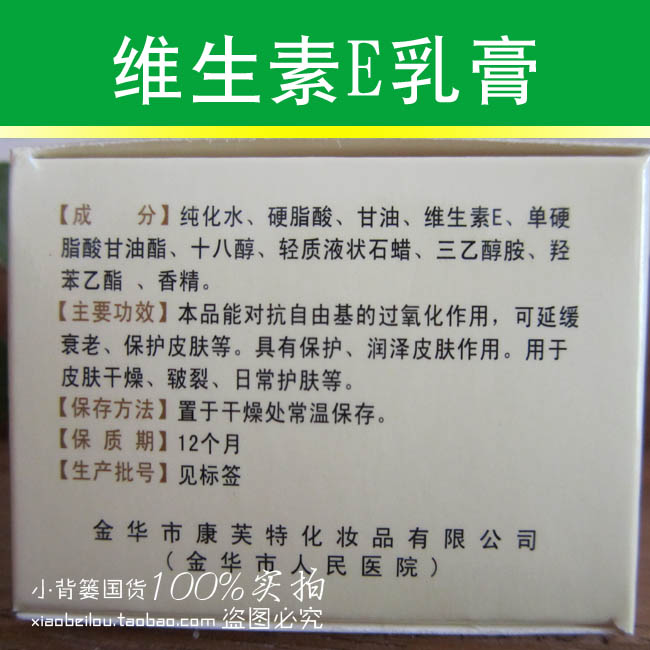 维生素E乳膏
【成　　分】纯化水、硬脂酸、甘油、维生素E、单硬
脂酸甘油酯、十八醇、轻质液状石蜡、三乙醇胺、羟
苯乙酯 、香精。
【主要功效】本品能对抗自由基的过氧化作用，可延缓
衰老、保护皮肤等。具有保护、润泽皮肤作用。用于
皮肤干燥、皲裂、日常护肤等。
【保存方法】置于干燥处常温保存。
【保 质 期】12个月
【生产批号】见标签
金华市康芙特化妆品有限公司
（金华市人民医院）
小背篓国货100%实拍
xiaobeilou.taobao.com 盗图必究